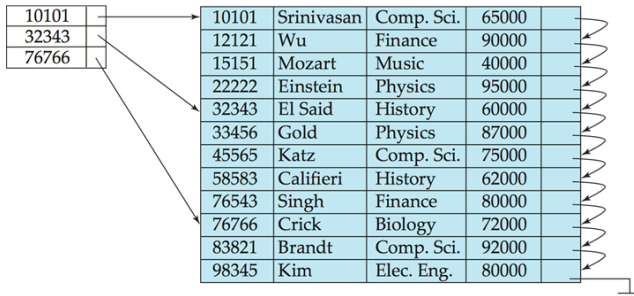 10101
32343
76766
10101 Srinivasan Comp. Sci. 65000
12121 Wu Finance 90000
15151 Mozart Music 40000
22222 Einstein Physics 95000
32343 El Said History 60000
33456 Gold Physics 87000
45565 Katz Comp. Sci. 75000
58583 Califieri History 62000
76543 Singh Finance 80000
76766 Crick Biology 72000
83821 Brandt Comp. Sci. 92000
98345 Kim Elec. Eng. 80000